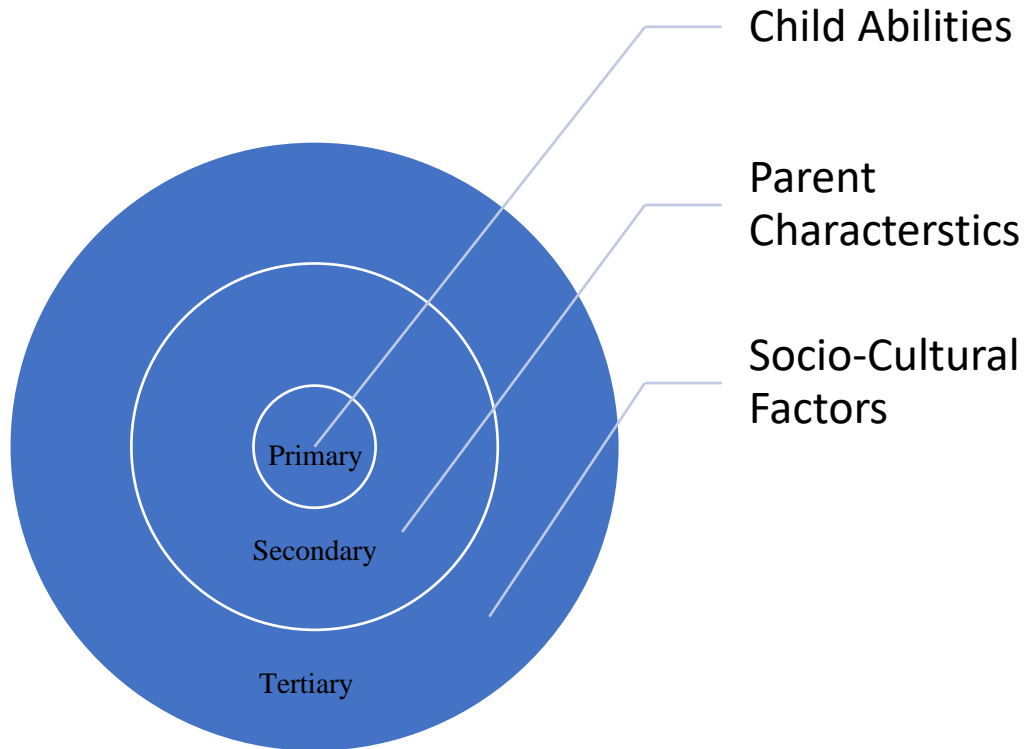 Child Abilities
Parent
Characterstics
Socio-Cultural
Factors
Primary
Secondary
Tertiary